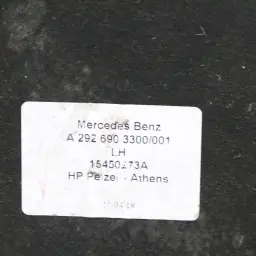 Mercedes Benz
A 292 690 3300/001
LH
15450273A
HP Pelzer - Athens